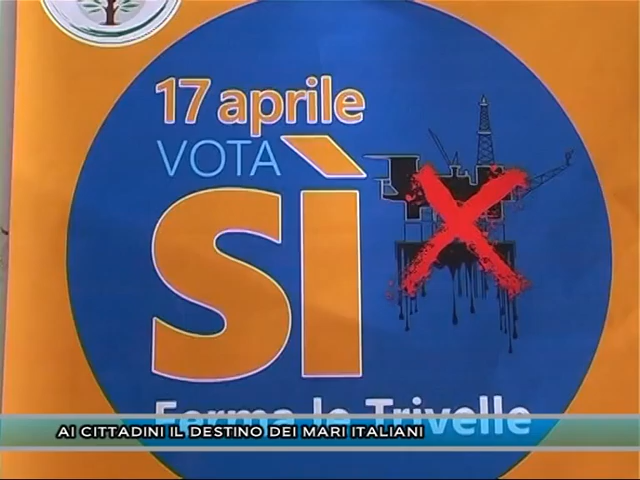 17 aprile
VOTA
SÌ
Ferma le Trivelle
AI CITTADINI IL DESTINO DEI MARI ITALIANI